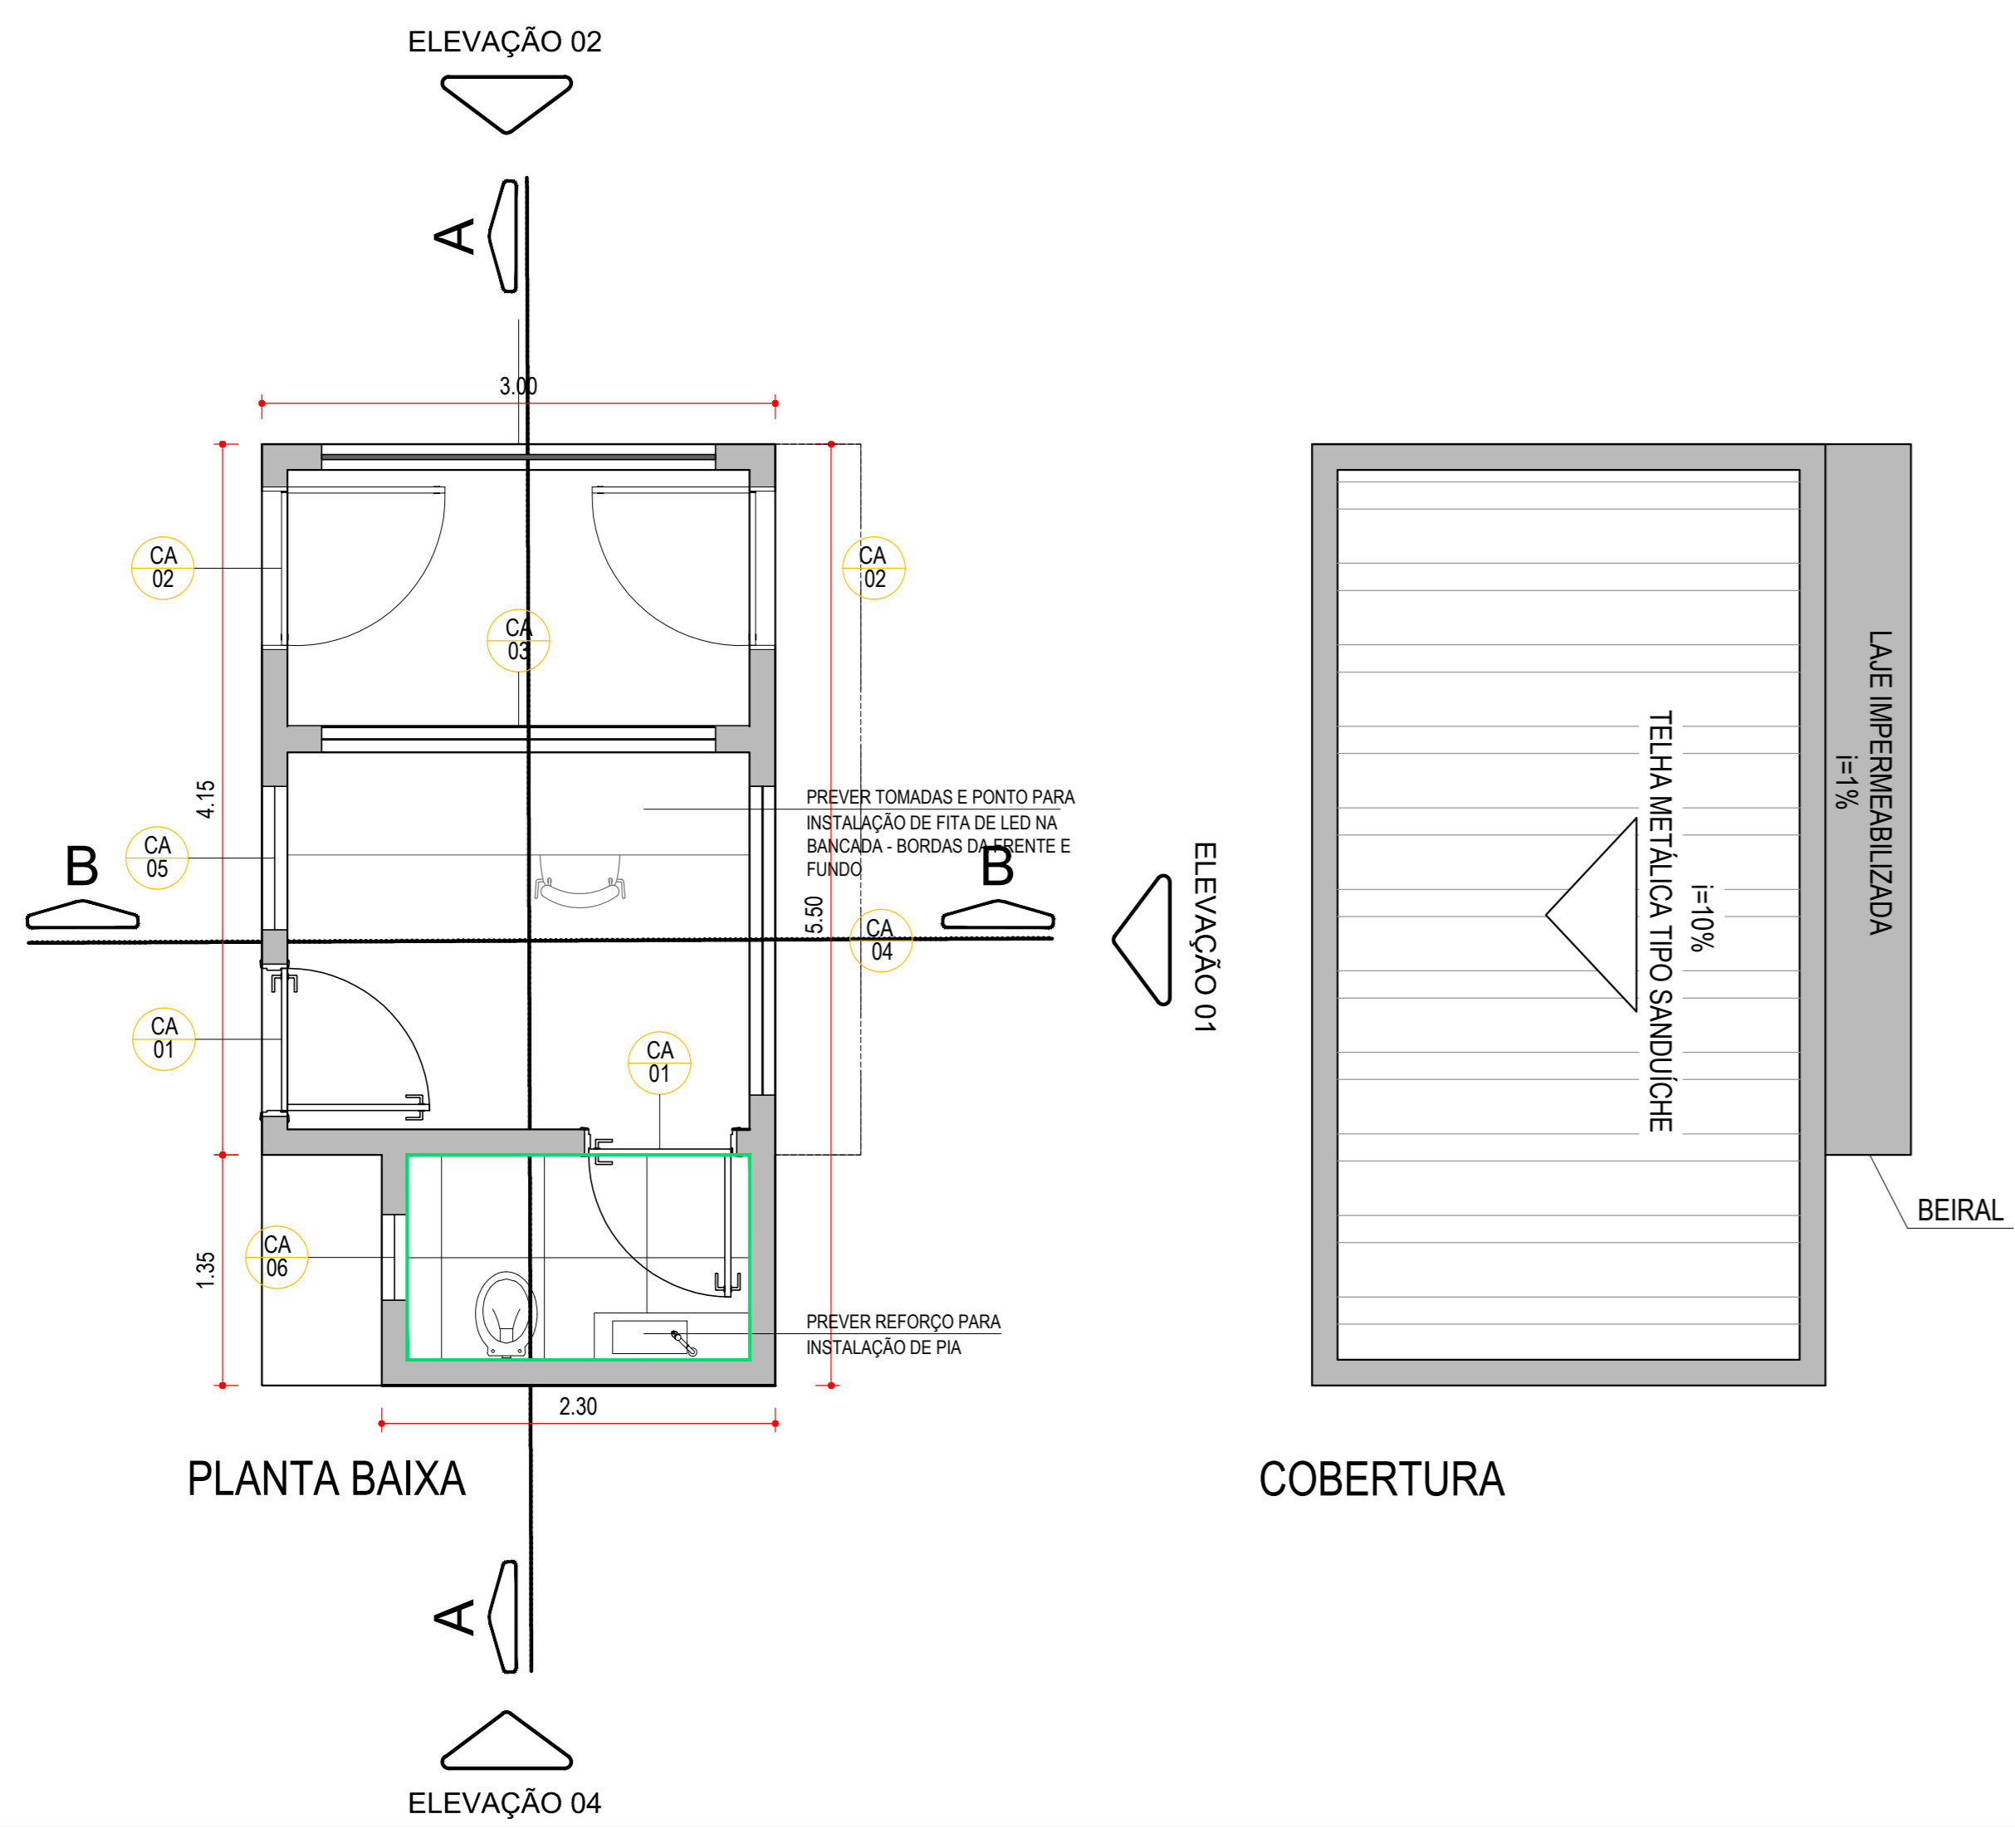 ELEVAÇÃO 02
A
3.00
CA
02
CA
02
CA
03
4.15
PREVER TOMADAS E PONTO PARA
INSTALAÇÃO DE FITA DE LED NA
BANCADA - BORDAS DA FRENTE E
FUNDO
B
CA
05
B
5.50
CA
04
ELEVAÇÃO 01
CA
01
CA
01
1.35
CA
06
PREVER REFORÇO PARA
INSTALAÇÃO DE PIA
2.30
PLANTA BAIXA
A
ELEVAÇÃO 04
LAJE IMPERMEABILIZADA
i=1%
i=10%
TELHA METÁLICA TIPO SANDUÍCHE
BEIRAL
COBERTURA